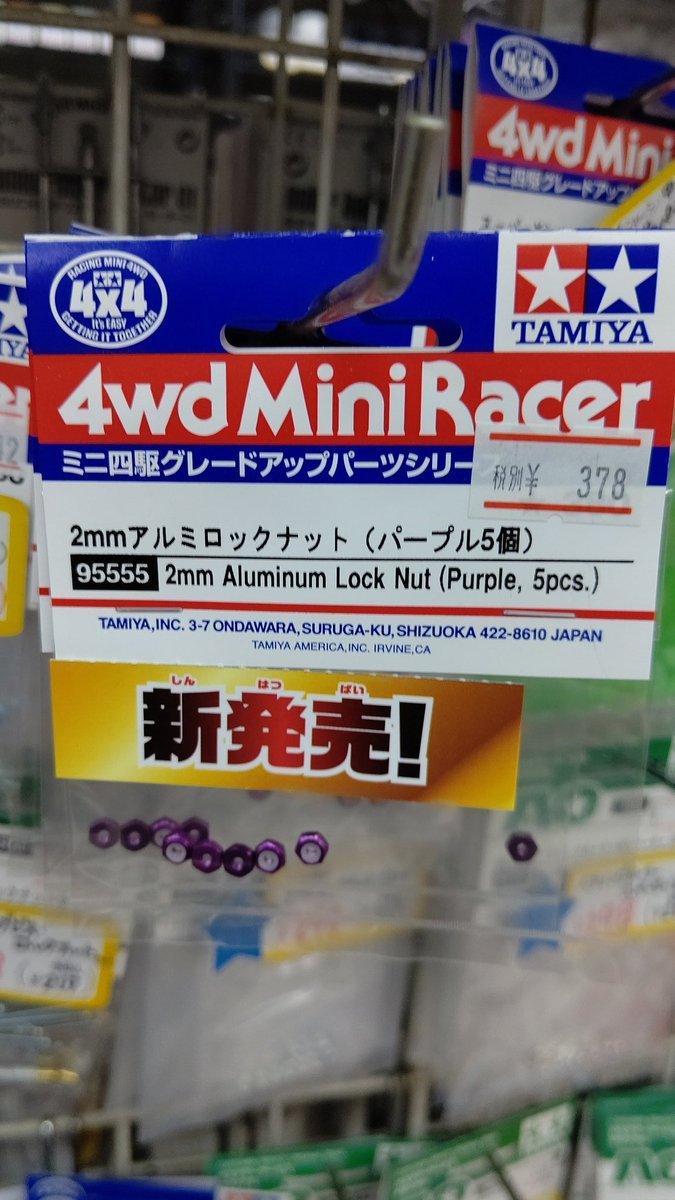 4x4
4wd Mini
ミニ四駆グレードアップ
RACING MINI 4WD
4x4
It's EASY
GETTING IT TOGETHER
TAMIYA
4wd Mini Racer
ミニ四駆グレードアップパーツシリー
税別¥ 378
2mmアルミロックナット（パープル5個）
95555 2mm Aluminum Lock Nut (Purple, 5pcs.)
TAMIYA,INC. 3-7 ONDAWARA, SURUGA-KU, SHIZUOKA 422-8610 JAPAN
TAMIYA AMERICA, INC. IRVINE,CA
しん はつ ばい
新発売!